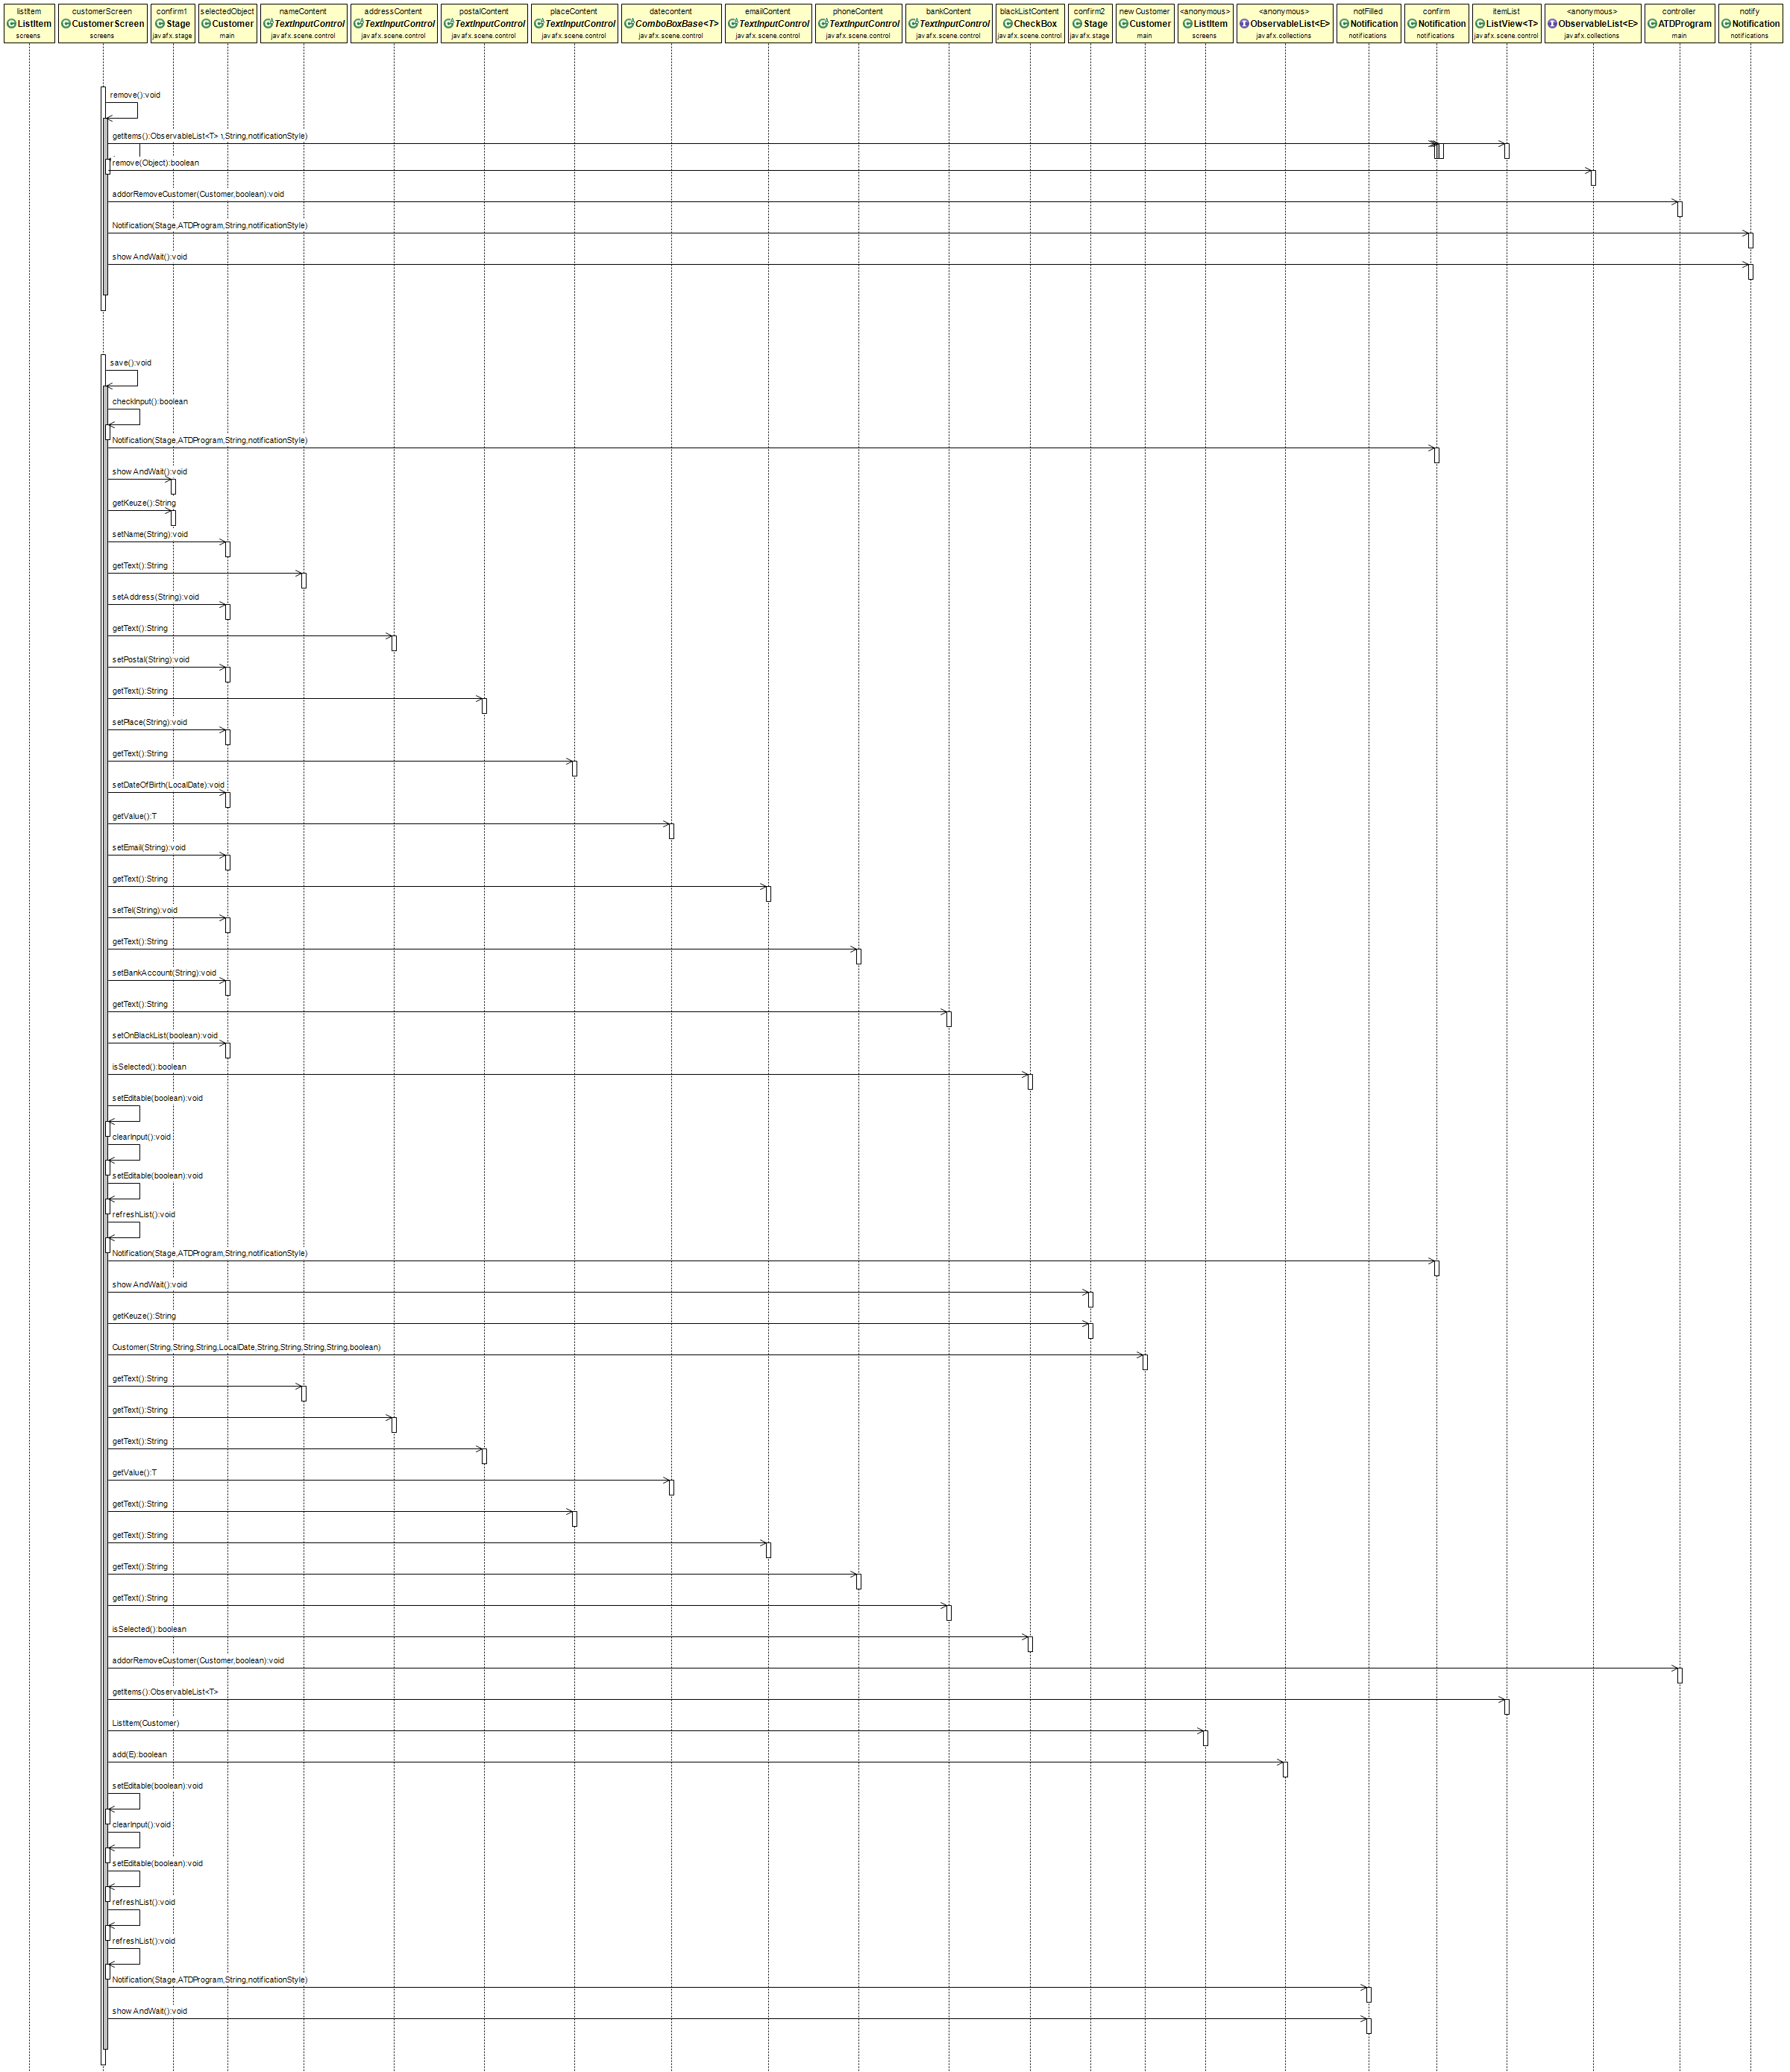 listItem
ListItem
screens
customerScreen
CustomerScreen
screens
confirm1
Stage
javafx.stage
selectedObject
Customer
main
nameContent
TextInputControl
javafx.scene.control
addressContent
TextInputControl
javafx.scene.control
postalContent
TextInputControl
javafx.scene.control
placeContent
TextInputControl
javafx.scene.control
datecontent
ComboBoxBase<T>
javafx.scene.control
emailContent
TextInputControl
javafx.scene.control
phoneContent
TextInputControl
javafx.scene.control
bankContent
TextInputControl
javafx.scene.control
blackListContent
CheckBox
javafx.scene.control
confirm2
Stage
javafx.stage
newCustomer
Customer
main
<anonymous>
ListItem
screens
<anonymous>
ObservableList<E>
javafx.collections
notFilled
Notification
notifications
confirm
Notification
notifications
itemList
ListView<T>
javafx.scene.control
<anonymous>
ObservableList<E>
javafx.collections
controller
ATDProgram
main
notify
Notification
notifications
remove():void
getItems():ObservableList<T> ,String,notificationStyle)
remove(Object):boolean
addorRemoveCustomer(Customer,boolean):void
Notification(Stage,ATDProgram,String,notificationStyle)
showAndWait():void
save():void
checkInput():boolean
Notification(Stage,ATDProgram,String,notificationStyle)
showAndWait():void
getKeuze():String
setName(String):void
getText():String
setAddress(String):void
getText():String
setPostal(String):void
getText():String
setPlace(String):void
getText():String
setDateOfBirth(LocalDate):void
getValue():T
setEmail(String):void
getText():String
setTel(String):void
getText():String
setBankAccount(String):void
getText():String
setOnBlackList(boolean):void
isSelected():boolean
setEditable(boolean):void
clearInput():void
setEditable(boolean):void
refreshList():void
Notification(Stage,ATDProgram,String,notificationStyle)
showAndWait():void
getKeuze():String
Customer(String,String,String,LocalDate,String,String,String,String,boolean)
getText():String
getText():String
getText():String
getValue():T
getText():String
getText():String
getText():String
getText():String
isSelected():boolean
addorRemoveCustomer(Customer,boolean):void
getItems():ObservableList<T>
ListItem(Customer)
add(E):boolean
setEditable(boolean):void
clearInput():void
setEditable(boolean):void
refreshList():void
refreshList():void
Notification(Stage,ATDProgram,String,notificationStyle)
showAndWait():void